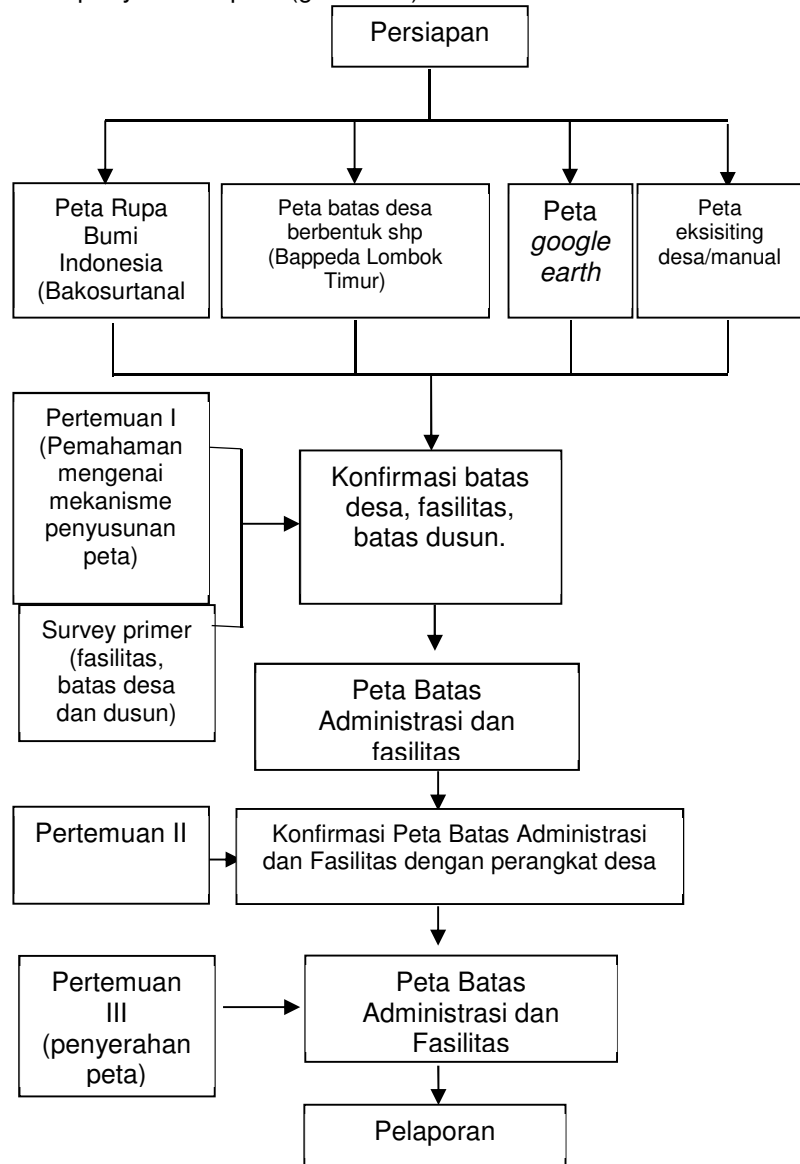 Persiapan
Peta Rupa
Bumi
Indonesia
(Bakosurtanal
Peta batas desa
berbentuk shp
(Bappeda Lombok
Timur)
Peta
google
earth
Peta
eksisiting
desa/manual
Pertemuan I
(Pemahaman
mengenai
mekanisme
penyusunan
peta)
Konfirmasi batas
desa, fasilitas,
batas dusun.
Survey primer
(fasilitas,
batas desa
dan dusun)
Peta Batas
Administrasi dan
fasilitas
Pertemuan II
Konfirmasi Peta Batas Administrasi
dan Fasilitas dengan perangkat desa
Pertemuan
III
(penyerahan
peta)
Peta Batas
Administrasi dan
Fasilitas
Pelaporan